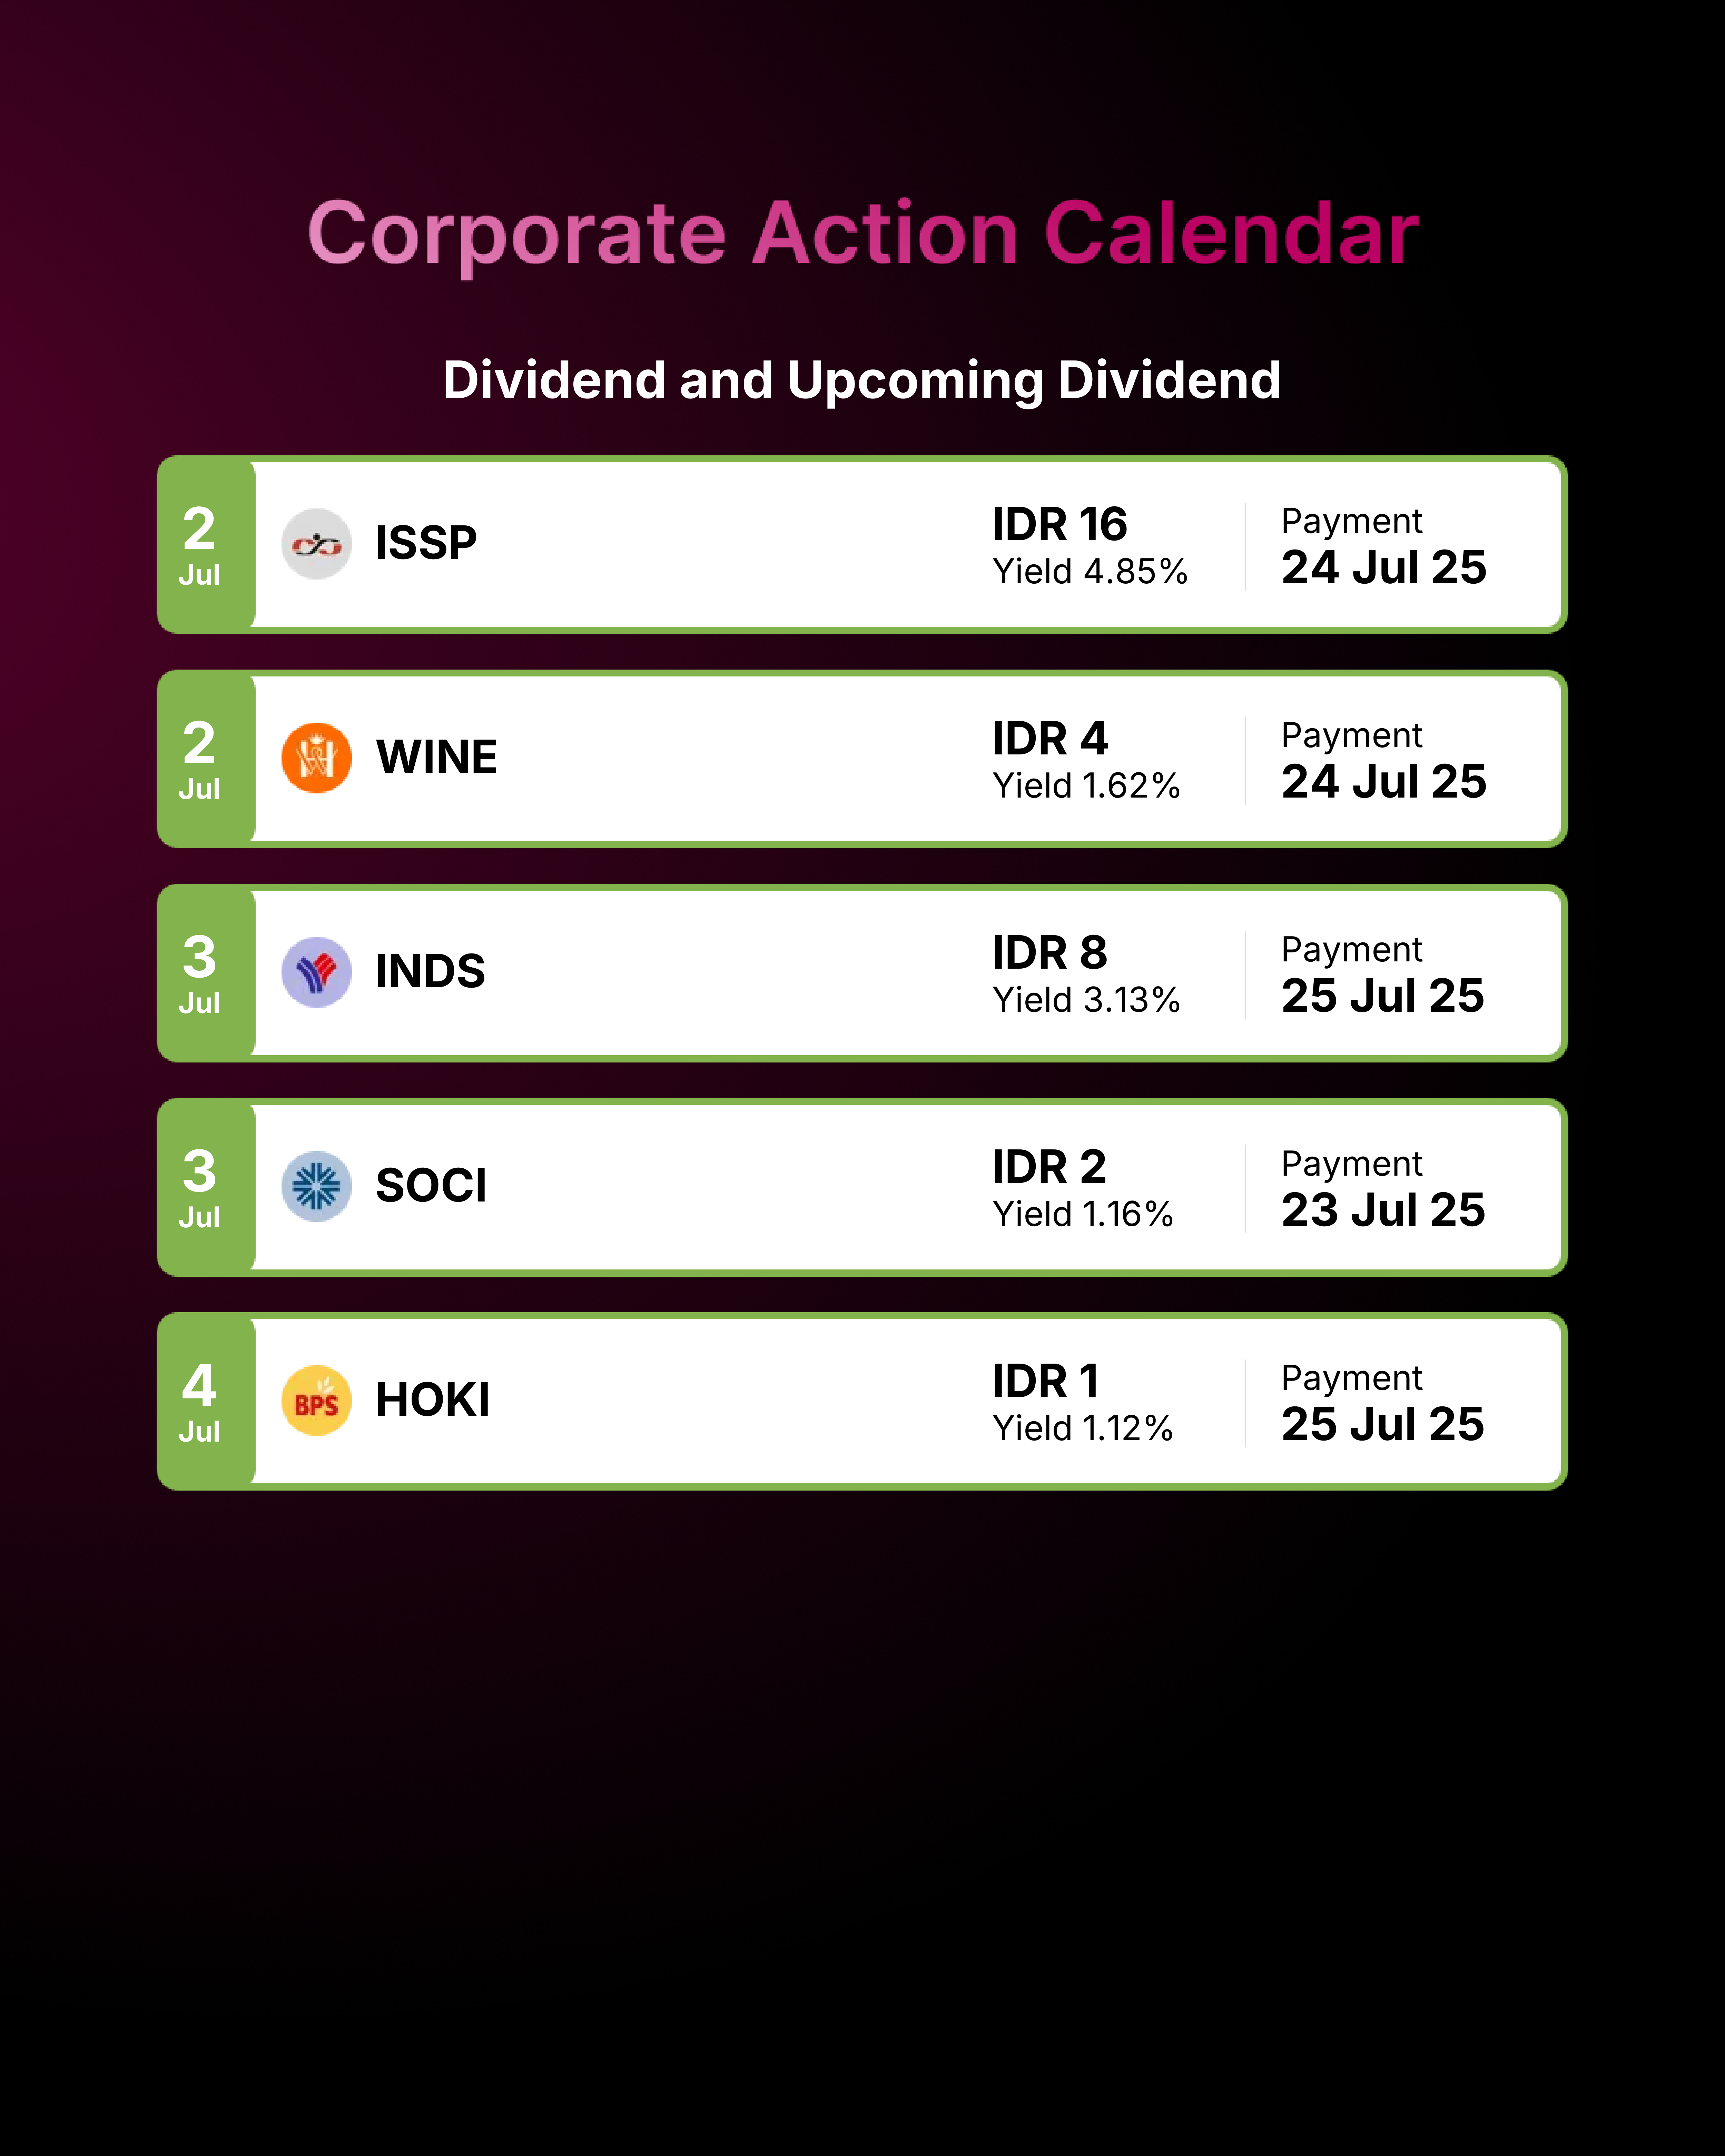 Corporate Action Calendar
Dividend and Upcoming Dividend
2
Jul
ISSP
IDR 16
Yield 4.85%
Payment
24 Jul 25
2
Jul
WINE
IDR 4
Yield 1.62%
Payment
24 Jul 25
3
Jul
INDS
IDR 8
Yield 3.13%
Payment
25 Jul 25
3
Jul
SOCI
IDR 2
Yield 1.16%
Payment
23 Jul 25
4
Jul
BPS
HOKI
IDR 1
Yield 1.12%
Payment
25 Jul 25